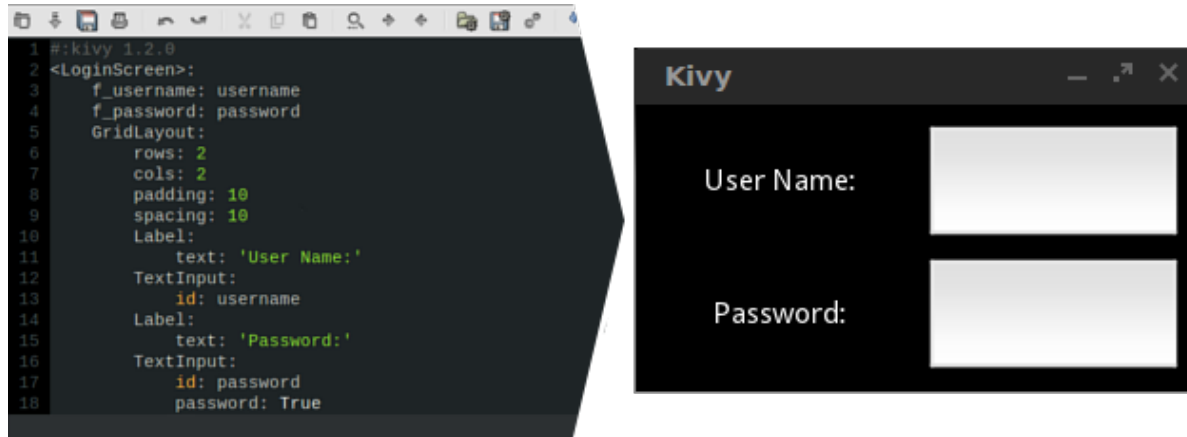 1 #:kivy 1.2.0
2 <LoginScreen>:
3     f_username: username
4     f_password: password
5     GridLayout:
6         rows: 2
7         cols: 2
8         padding: 10
9         spacing: 10
10         Label:
11             text: 'User Name:'
12         TextInput:
13             id: username
14         Label:
15             text: 'Password:'
16         TextInput:
17             id: password
18             password: True
Kivy
User Name:
Password: